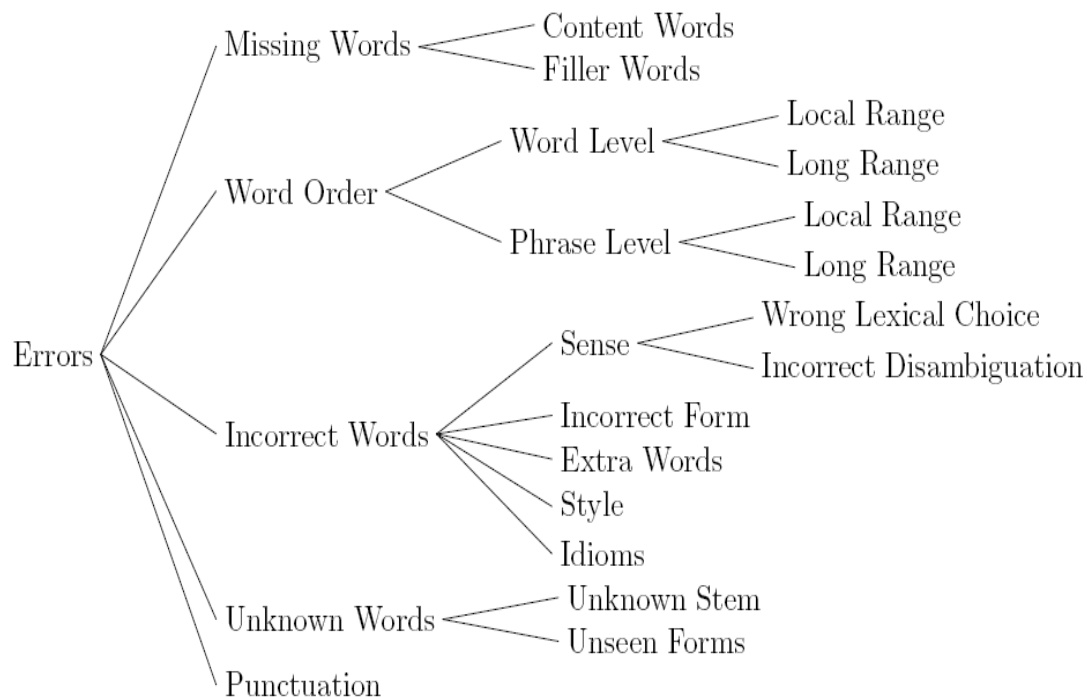 Content Words
Missing Words
Filler Words
Local Range
Word Level
Long Range
Word Order
Local Range
Phrase Level
Long Range
Wrong Lexical Choice
Sense
Errors
Incorrect Disambiguation
Incorrect Form
Incorrect Words
Extra Words
Style
Idioms
Unknown Stem
Unknown Words
Unseen Forms
Punctuation